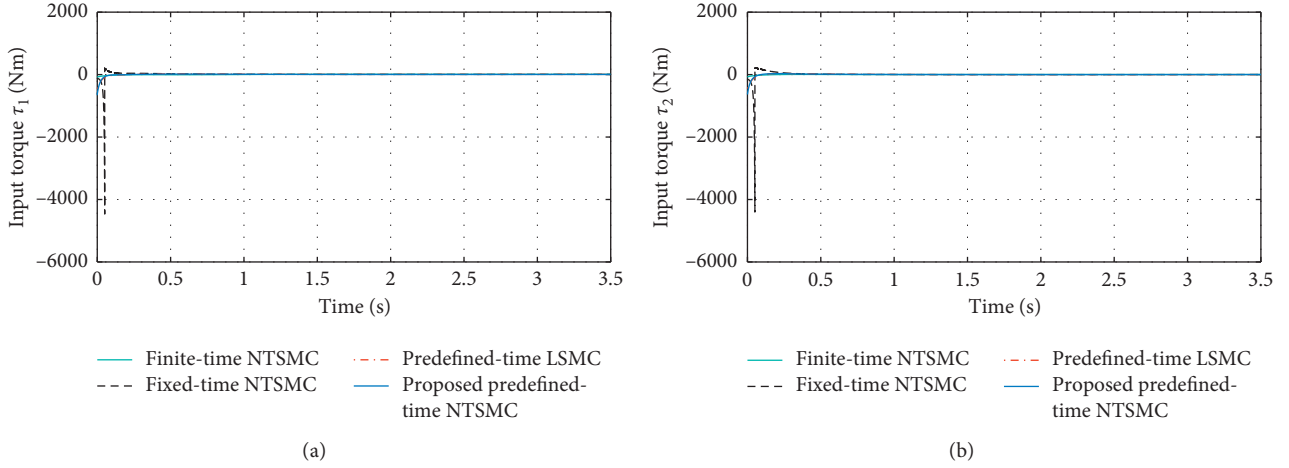 2000
0
–2000
–4000
–6000
Input torque τ1 (Nm)
0 0.5 1 1.5 2 2.5 3 3.5
Time (s)
Finite-time NTSMC
Fixed-time NTSMC
Predefined-time LSMC
Proposed predefined-
time NTSMC
(a)
2000
0
–2000
–4000
–6000
Input torque τ2 (Nm)
0 0.5 1 1.5 2 2.5 3 3.5
Time (s)
Finite-time NTSMC
Fixed-time NTSMC
Predefined-time LSMC
Proposed predefined-
time NTSMC
(b)